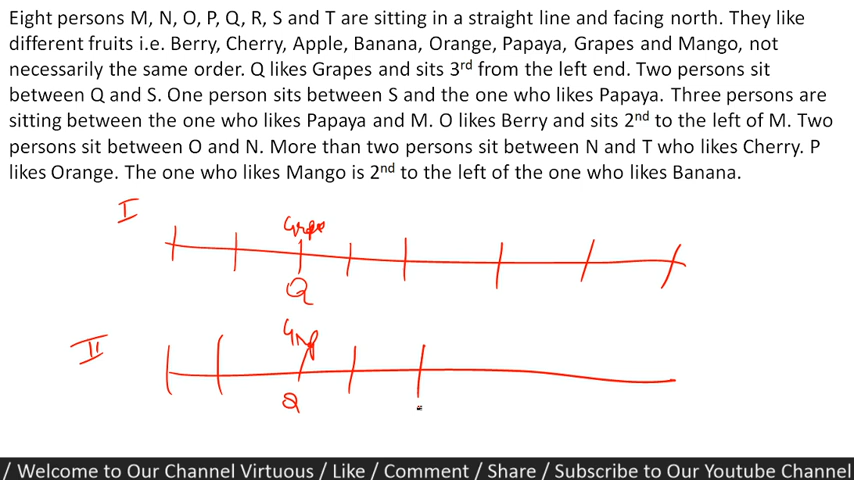 Eight persons M, N, O, P, Q, R, S and T are sitting in a straight line and facing north. They like
different fruits i.e. Berry, Cherry, Apple, Banana, Orange, Papaya, Grapes and Mango, not
necessarily the same order. Q likes Grapes and sits 3rd from the left end. Two persons sit
between Q and S. One person sits between S and the one who likes Papaya. Three persons are
sitting between the one who likes Papaya and M. O likes Berry and sits 2nd to the left of M. Two
persons sit between O and N. More than two persons sit between N and T who likes Cherry. P
likes Orange. The one who likes Mango is 2nd to the left of the one who likes Banana.
I
Q
II
Q
/ Welcome to Our Channel Virtuous / Like / Comment / Share / Subscribe to Our Youtube Channel